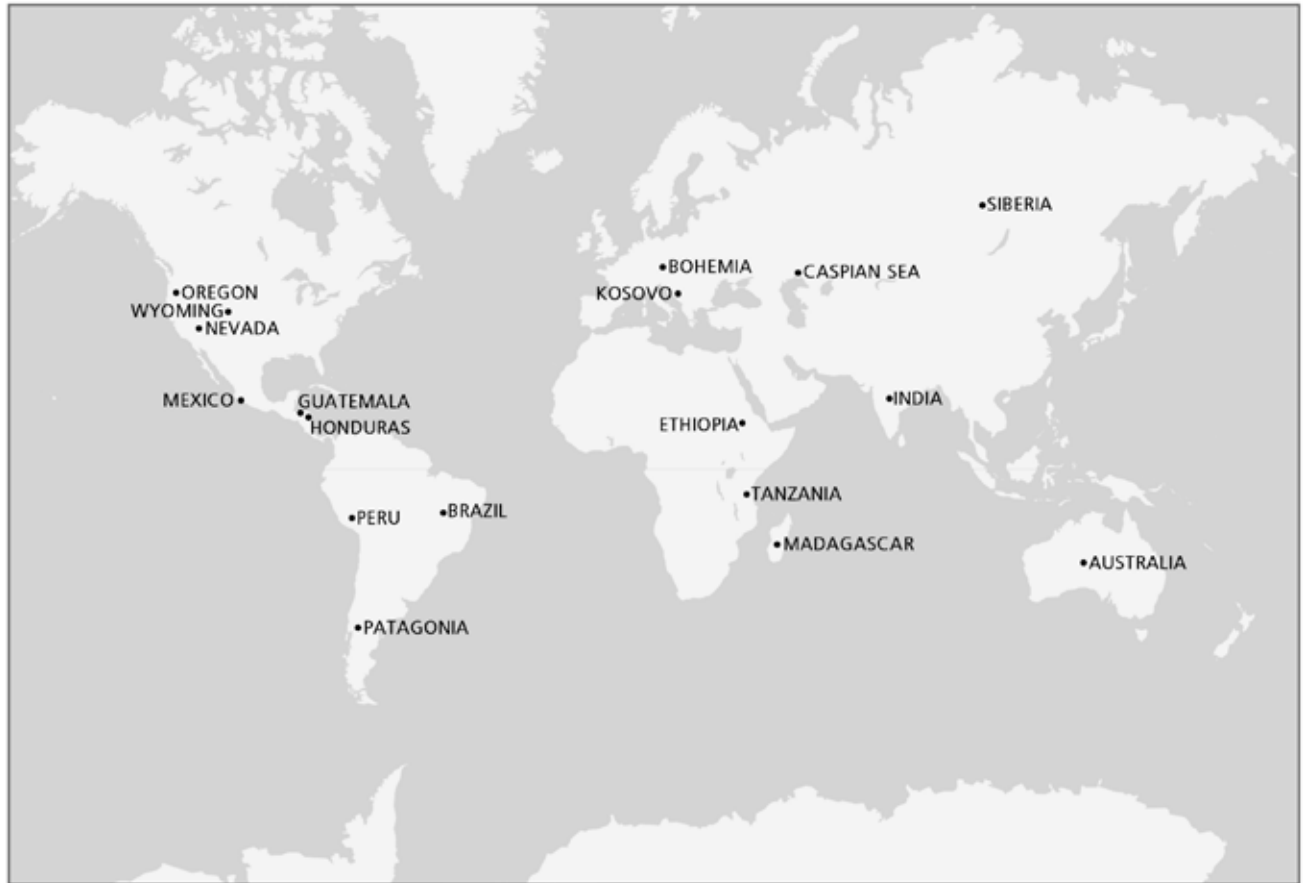 SIBERIA
BOHEMIA
CASPIAN SEA
OREGON
KOSOVO
WYOMING
NEVADA
MEXICO
GUATEMALA
INDIA
HONDURAS
ETHIOPIA
TANZANIA
PERU
BRAZIL
MADAGASCAR
AUSTRALIA
PATAGONIA